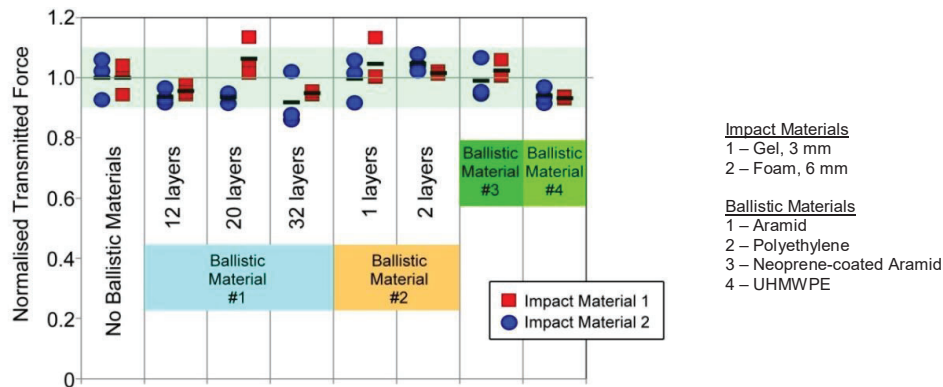 Normalised Transmitted Force
1.2
1.0
0.8
0.6
0.4
0.2
0
No Ballistic Materials
12 layers
20 layers
32 layers
1 layers
2 layers
Ballistic
Material
#1
Ballistic
Material
#2
Ballistic
Material
#3
Ballistic
Material
#4
Impact Material 1
Impact Material 2
Impact Materials
1 – Gel, 3 mm
2 – Foam, 6 mm
Ballistic Materials
1 – Aramid
2 – Polyethylene
3 – Neoprene-coated Aramid
4 – UHMWPE